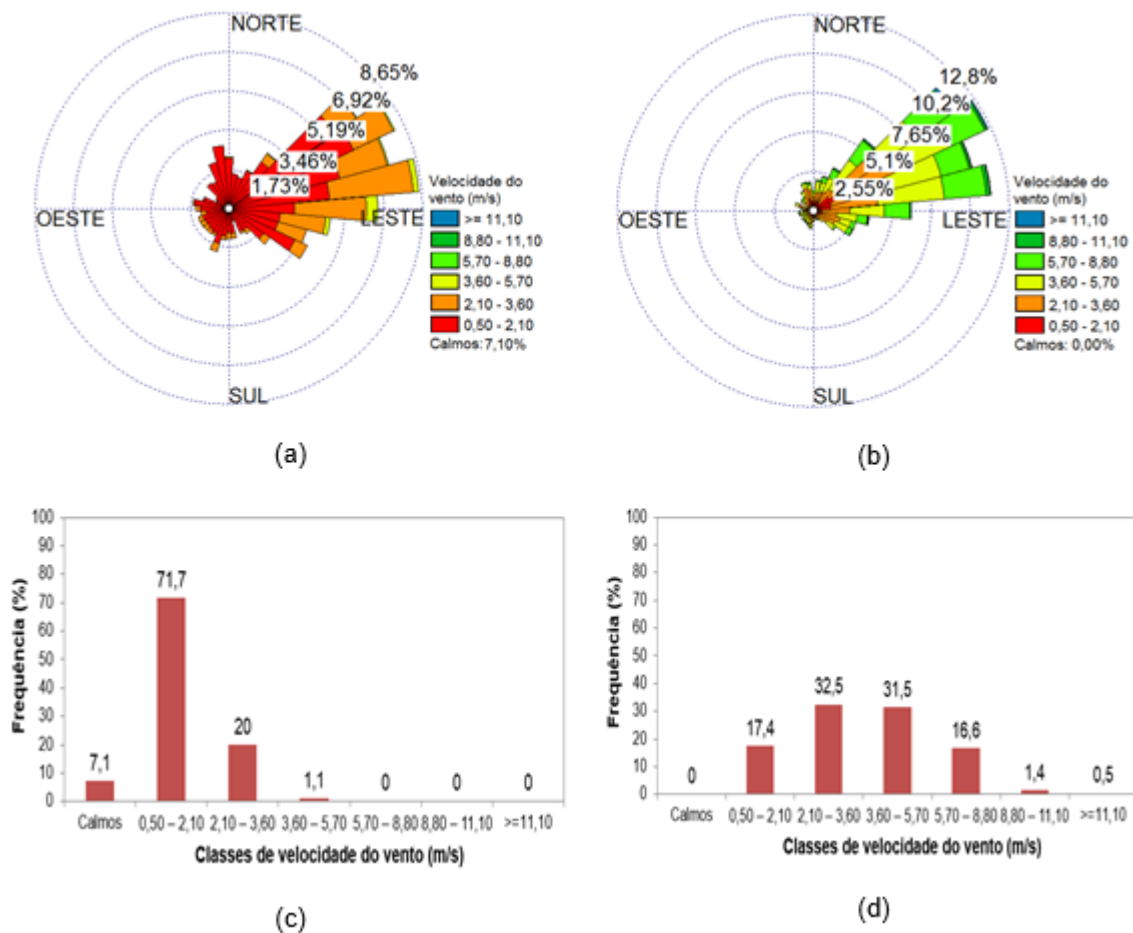 NORTE
8,65%
6,92%
5,19%
3,46%
1,73%
OESTE
LESTE
SUL
Velocidade do
vento (m/s)
>= 11,10
8,80 - 11,10
5,70 - 8,80
3,60 - 5,70
2,10 - 3,60
0,50 - 2,10
Calmos: 7,10%
(a)
NORTE
12,8%
10,2%
7,65%
5,1%
2,55%
OESTE
LESTE
SUL
Velocidade do
vento (m/s)
>= 11,10
8,80 - 11,10
5,70 - 8,80
3,60 - 5,70
2,10 - 3,60
0,50 - 2,10
Calmos: 0,00%
(b)
Frequência (%)
100
90
80
70
60
50
40
30
20
10
0
7,1
71,7
20
1,1
0
0
0
Calmos 0,50 – 2,10 2,10 – 3,60 3,60 – 5,70 5,70 – 8,80 8,80 – 11,10 >=11,10
Classes de velocidade do vento (m/s)
(c)
Frequência (%)
100
90
80
70
60
50
40
30
20
10
0
0
17,4
32,5
31,5
16,6
1,4
0,5
Calmos 0,50 – 2,10 2,10 – 3,60 3,60 – 5,70 5,70 – 8,80 8,80 – 11,10 >=11,10
Classes de velocidade do vento (m/s)
(d)